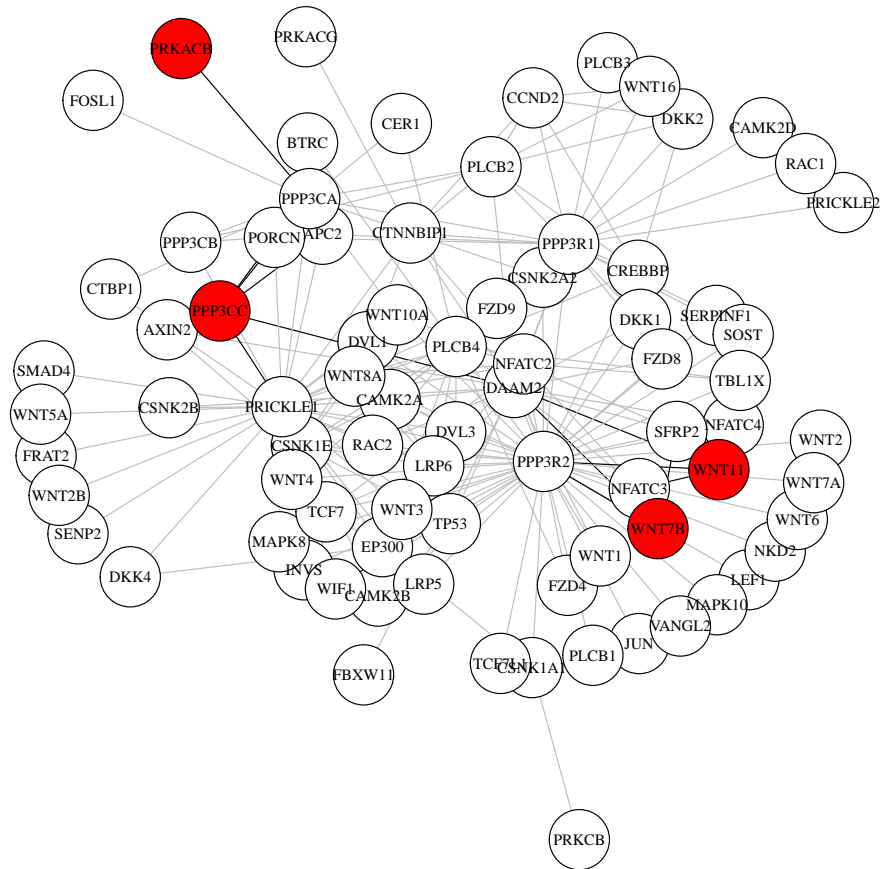 PRKACB
PRKACG
PLCB3
WNT16
FOSL1
CCND2
DKK2
CER1
CAMK2D
BTRC
RAC1
PLCB2
PPP3CA
PRICKLE2
PORCN
APC2
CTNNBIP1
PPP3CB
PPP3R1
CSNK2A2
CREBBP
CTBP1
PPP3CC
FZD9
WNT10A
DKK1
SERPINF1
AXIN2
DVL1
PLCB4
SOST
NFATC2
FZD8
SMAD4
WNT8A
DAAM2
TBL1X
CAMK2A
PRICKLE1
CSNK2B
WNT5A
NFATC4
DVL3
SFRP2
WNT2
RAC2
CSNK1E
FRAT2
LRP6
PPP3R2
WNT11
WNT4
NFATC3
WNT7A
WNT2B
TCF7
WNT3
TP53
WNT6
WNT7B
SENP2
MAPK8
EP300
NKD2
WNT1
DKK4
INVS
WIF1
CAMK2B
LRP5
FZD4
LEF1
MAPK10
VANGL2
JUN
PLCB1
TCF7L1
CSNK1A1
FBXW11
PRKCB